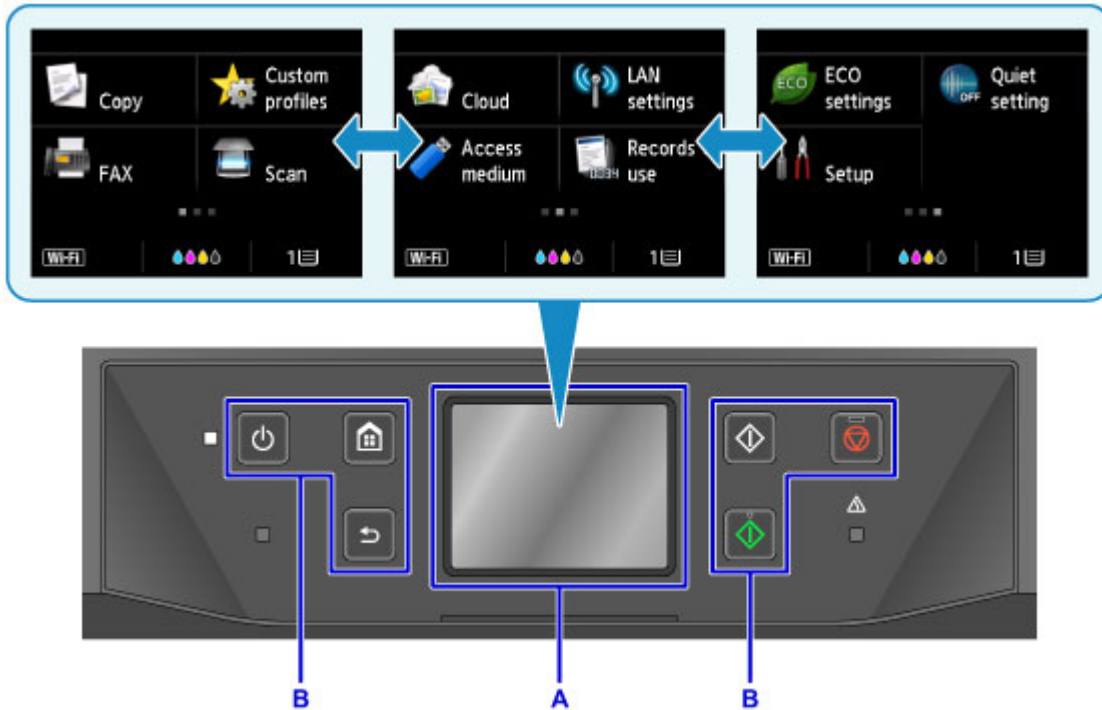 Copy
Custom
profiles
FAX
Scan
Wi-Fi
1
Cloud
LAN
settings
Access
medium
Records
use
Wi-Fi
1
ECO
ECO
settings
OFF
Quiet
setting
Setup
Wi-Fi
1
B
A
B